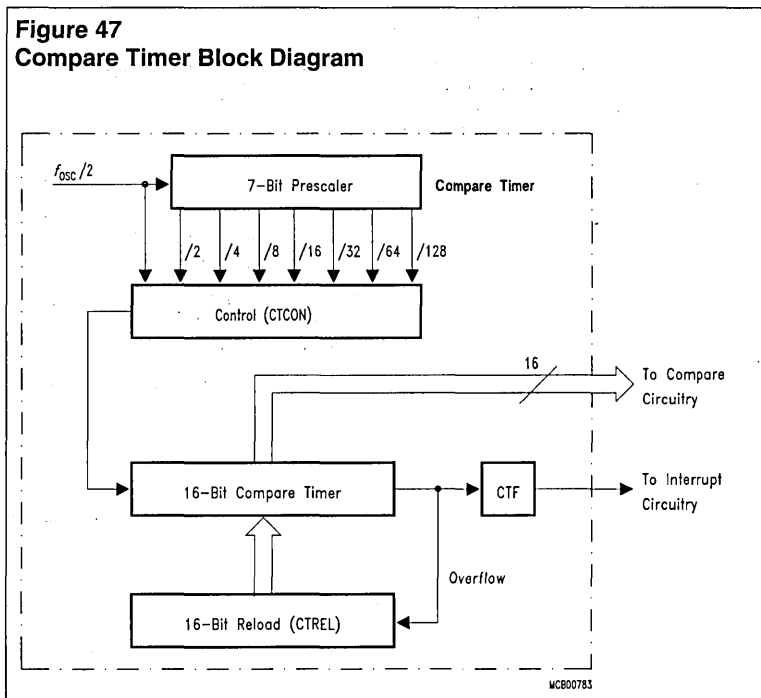 Figure 47
Compare Timer Block Diagram
fOSC/2
7-Bit Prescaler
Compare Timer
/2 /4 /8 /16 /32 /64 /128
Control (CTCON)
16
To Compare
Circuitry
16-Bit Compare Timer
CTF
To Interrupt
Circuitry
Overflow
16-Bit Reload (CTREL)
MCB00783